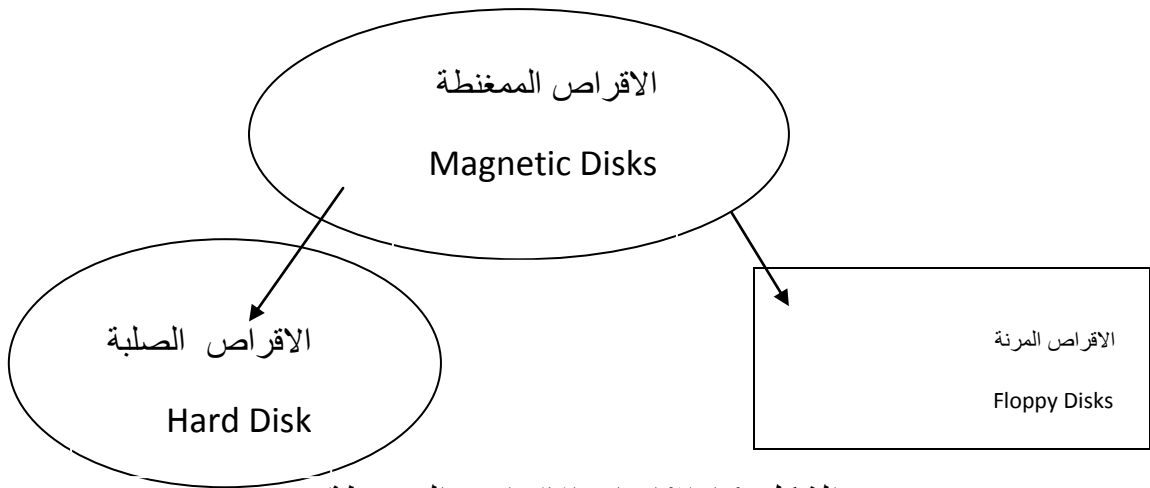 الاقراص الممغنطة
Magnetic Disks
الاقراص الصلبة
Hard Disk
الاقراص المرنة
Floppy Disks